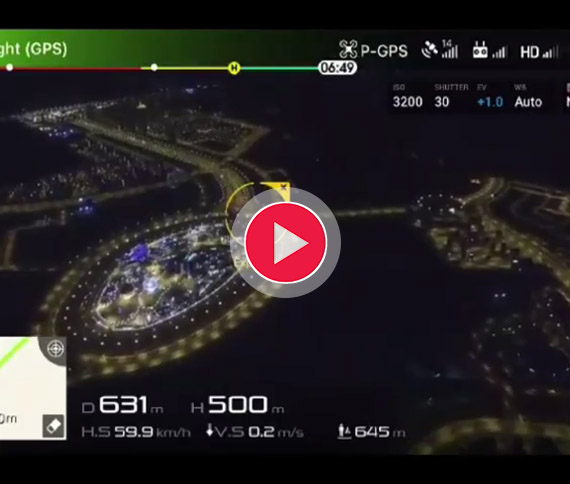 ght (GPS)
P-GPS
14
HD
H
06:49
ISO SHUTTER EV WB
3200 30 +1.0 Auto
D 631 m H 500 m
H.S 59.9 km/h V.S 0.2 m/s 645 m
0m